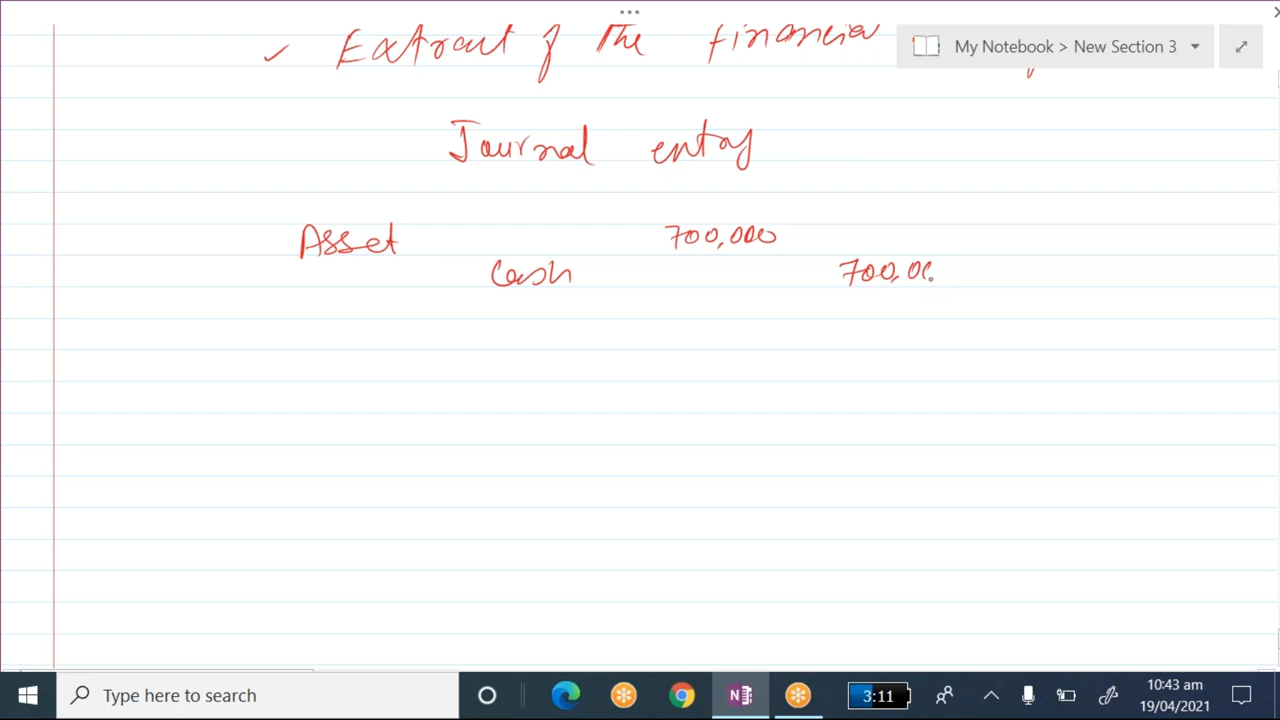 ✓ Extract of the financial
My Notebook > New Section 3
Journal entry
Asset 700,000
Cash 700,00
Type here to search
3:11
10:43 am
19/04/2021